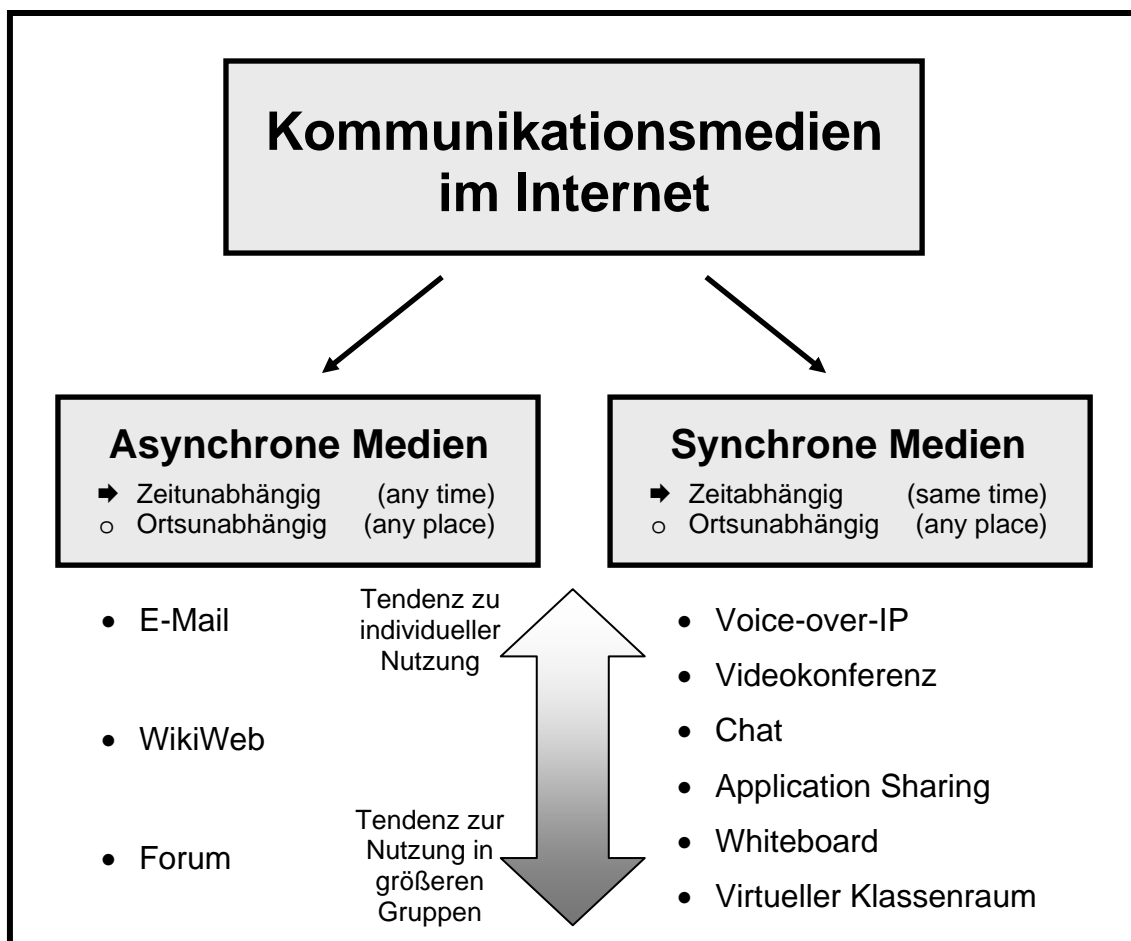 Kommunikationsmedien
im Internet
Asynchrone Medien
➨ Zeitunabhängig (any time)
o Ortsunabhängig (any place)
Synchrone Medien
➨ Zeitabhängig (same time)
o Ortsunabhängig (any place)
• E-Mail
• WikiWeb
• Forum
Tendenz zu
individueller
Nutzung
Tendenz zur
Nutzung in
größeren
Gruppen
• Voice-over-IP
• Videokonferenz
• Chat
• Application Sharing
• Whiteboard
• Virtueller Klassenraum